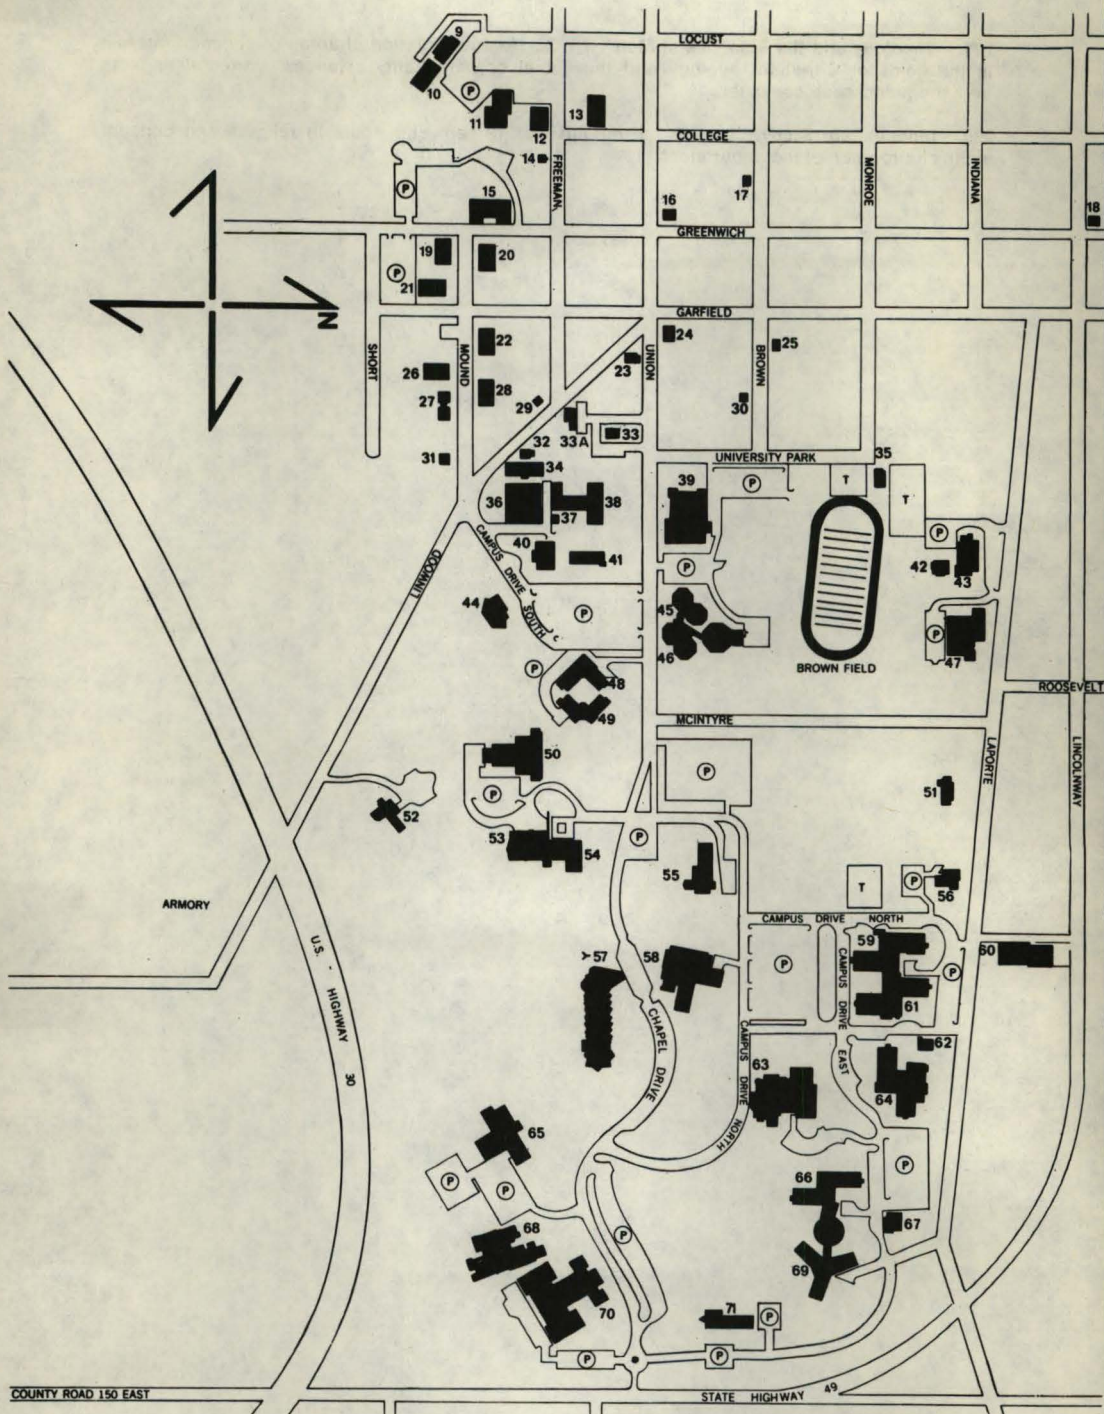 LOCUST
9
10
P
11
12
13
COLLEGE
14
FREEMAN
P
15
16
17
MONROE
INDIANA
18
GREENWICH
19
20
P
21
N
GARFIELD
SHORT
MOUND
22
23
UNION
24
BROWN
25
26
27
28
29
30
31
32
33A
33
34
UNIVERSITY PARK
35
36
37
38
39
P
T
T
P
40
41
42
43
CAMPUS DRIVE SOUTH
LINWOOD
44
P
P
45
46
BROWN FIELD
P
47
P
48
49
ROOSEVELT
MCINTYRE
LAPORTE
LINCOLNWAY
50
P
P
51
52
53
54
P
55
T
P
56
ARMORY
CAMPUS DRIVE NORTH
U.S. - HIGHWAY 30
Y 57
58
P
59
CAMPUS DRIVE EAST
60
P
61
CHAPEL DRIVE
CAMPUS DRIVE NORTH
62
63
64
65
P
P
P
66
67
68
P
69
70
71
P
P
P
COUNTY ROAD 150 EAST
STATE HIGHWAY 49